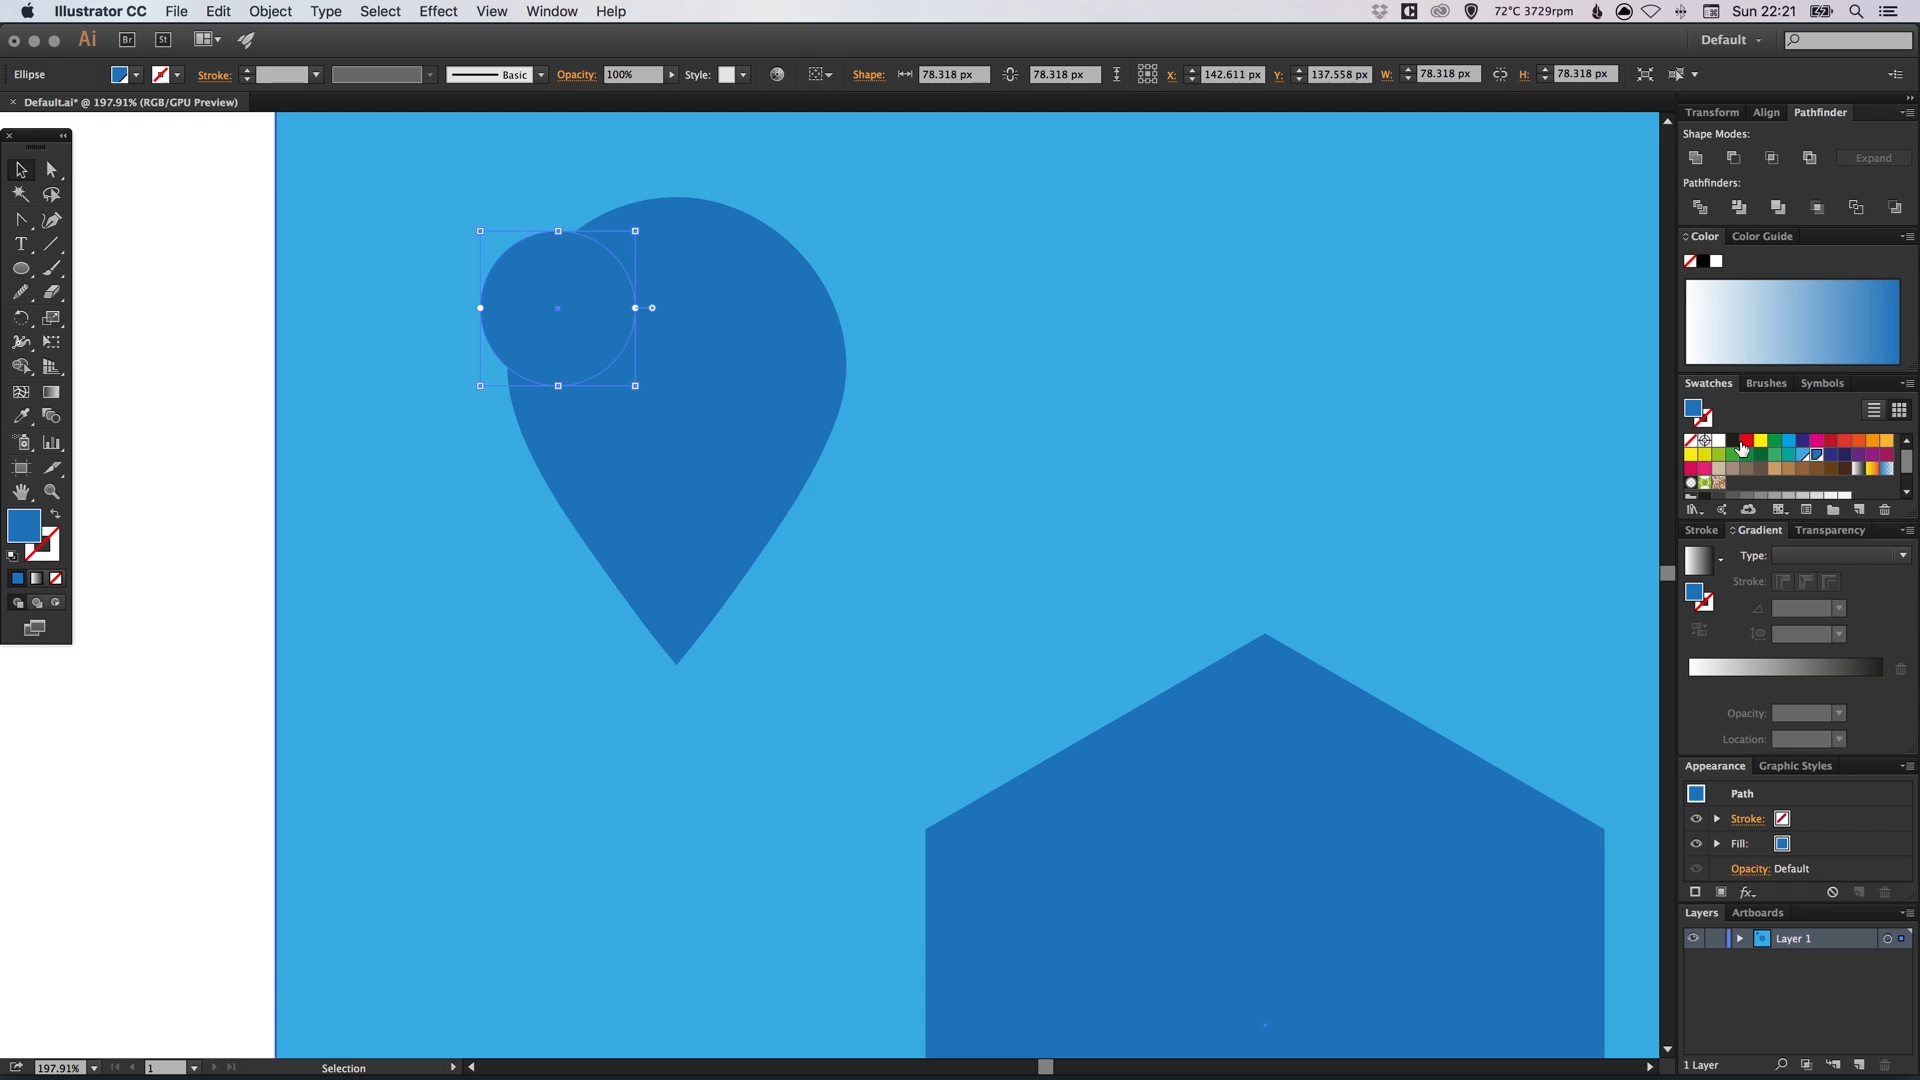 Illustrator CC File Edit Object Type Select Effect View Window Help 72°C 3729rpm Sun 22:21
Ai Br St Default
Ellipse Stroke: Basic Opacity: 100% Style: Shape: 78.318 px 78.318 px X: 142.611 px Y: 137.558 px W: 78.318 px H: 78.318 px
Default.ai* @ 197.91% (RGB/GPU Preview)
Transform Align Pathfinder
Shape Modes:
Expand
Pathfinders:
Color Color Guide
Swatches Brushes Symbols
Stroke Gradient Transparency
Type:
Stroke:
Opacity:
Location:
Appearance Graphic Styles
Path
Stroke:
Fill:
Opacity: Default
fx
Layers Artboards
Layer 1
1 Layer
197.91% 1 Selection